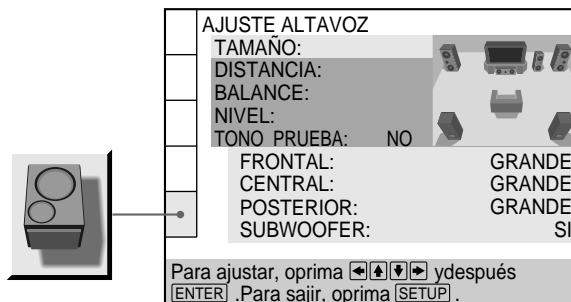 AJUSTE ALTAVOZ
TAMAÑO:
DISTANCIA:
BALANCE:
NIVEL:
TONO PRUEBA: NO
FRONTAL: GRANDE
CENTRAL: GRANDE
POSTERIOR: GRANDE
SUBWOOFER: SI
Para ajustar, oprima ydespués
ENTER .Para sajir, oprima SETUP .